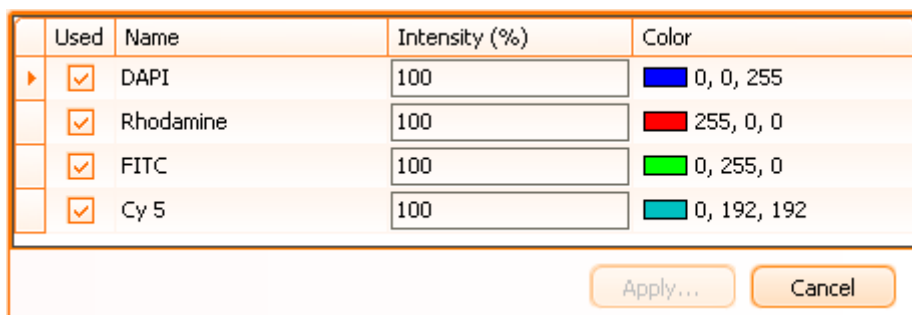 Used Name Intensity (%) Color
DAPI 100 0, 0, 255
Rhodamine 100 255, 0, 0
FITC 100 0, 255, 0
Cy 5 100 0, 192, 192
Apply... Cancel